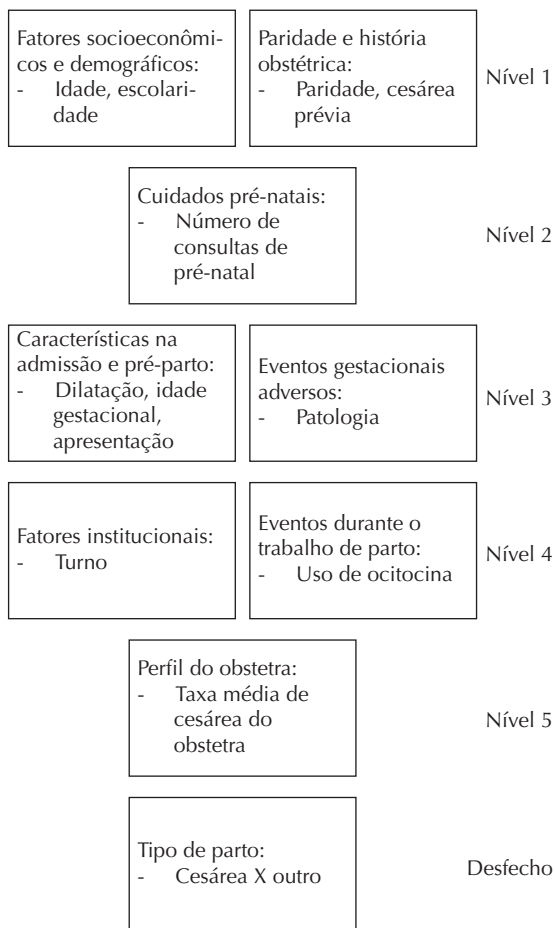 Fatores socioeconômi-
cos e demográficos:
- Idade, escolari-
dade
Paridade e história
obstétrica:
- Paridade, cesárea
prévia
Nível 1
Cuidados pré-natais:
- Número de
consultas de
pré-natal
Nível 2
Características na
admissão e pré-parto:
- Dilatação, idade
gestacional,
apresentação
Eventos gestacionais
adversos:
- Patologia
Nível 3
Fatores institucionais:
- Turno
Eventos durante o
trabalho de parto:
- Uso de ocitocina
Nível 4
Perfil do obstetra:
- Taxa média de
cesárea do
obstetra
Nível 5
Tipo de parto:
- Cesárea X outro
Desfecho